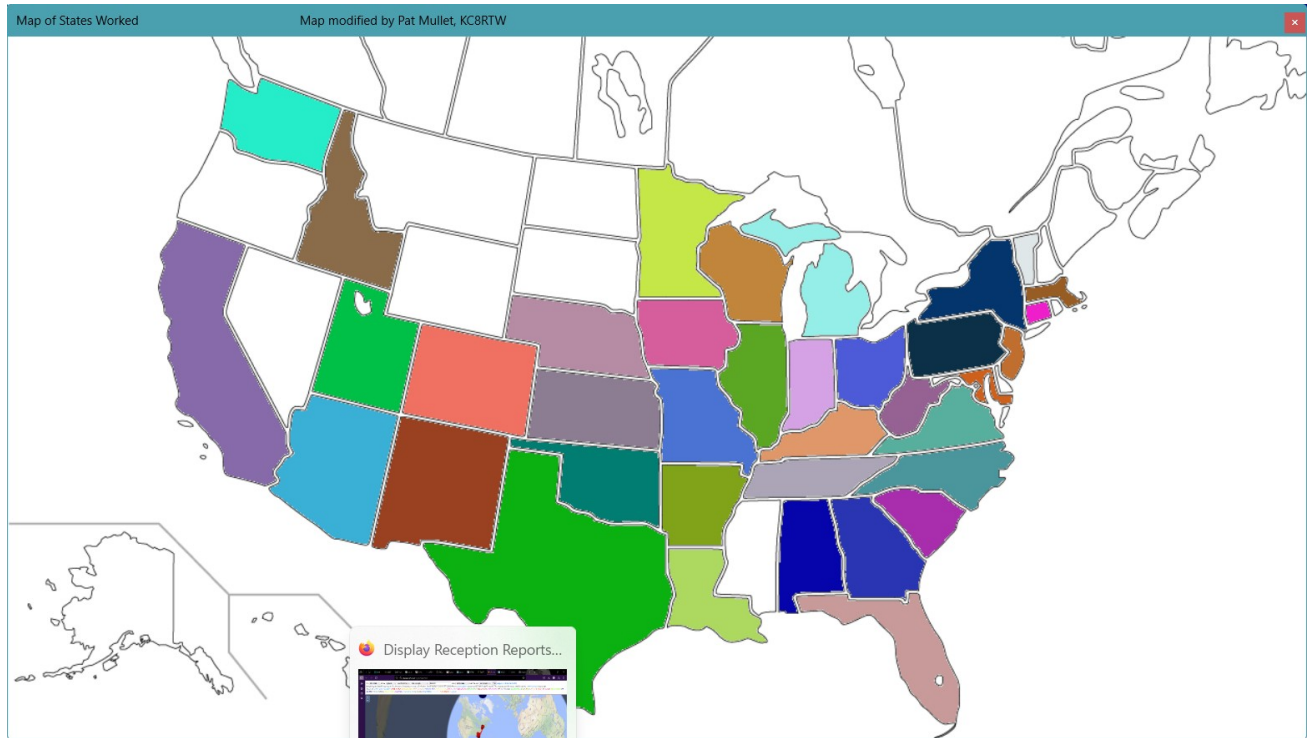 Map of States Worked
Map modified by Pat Mullet, KC8RTW
Display Reception Reports...